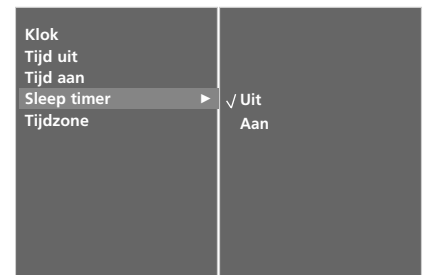 Klok
Tijd uit
Tijd aan
Sleep timer ►
Tijdzone
√ Uit
Aan